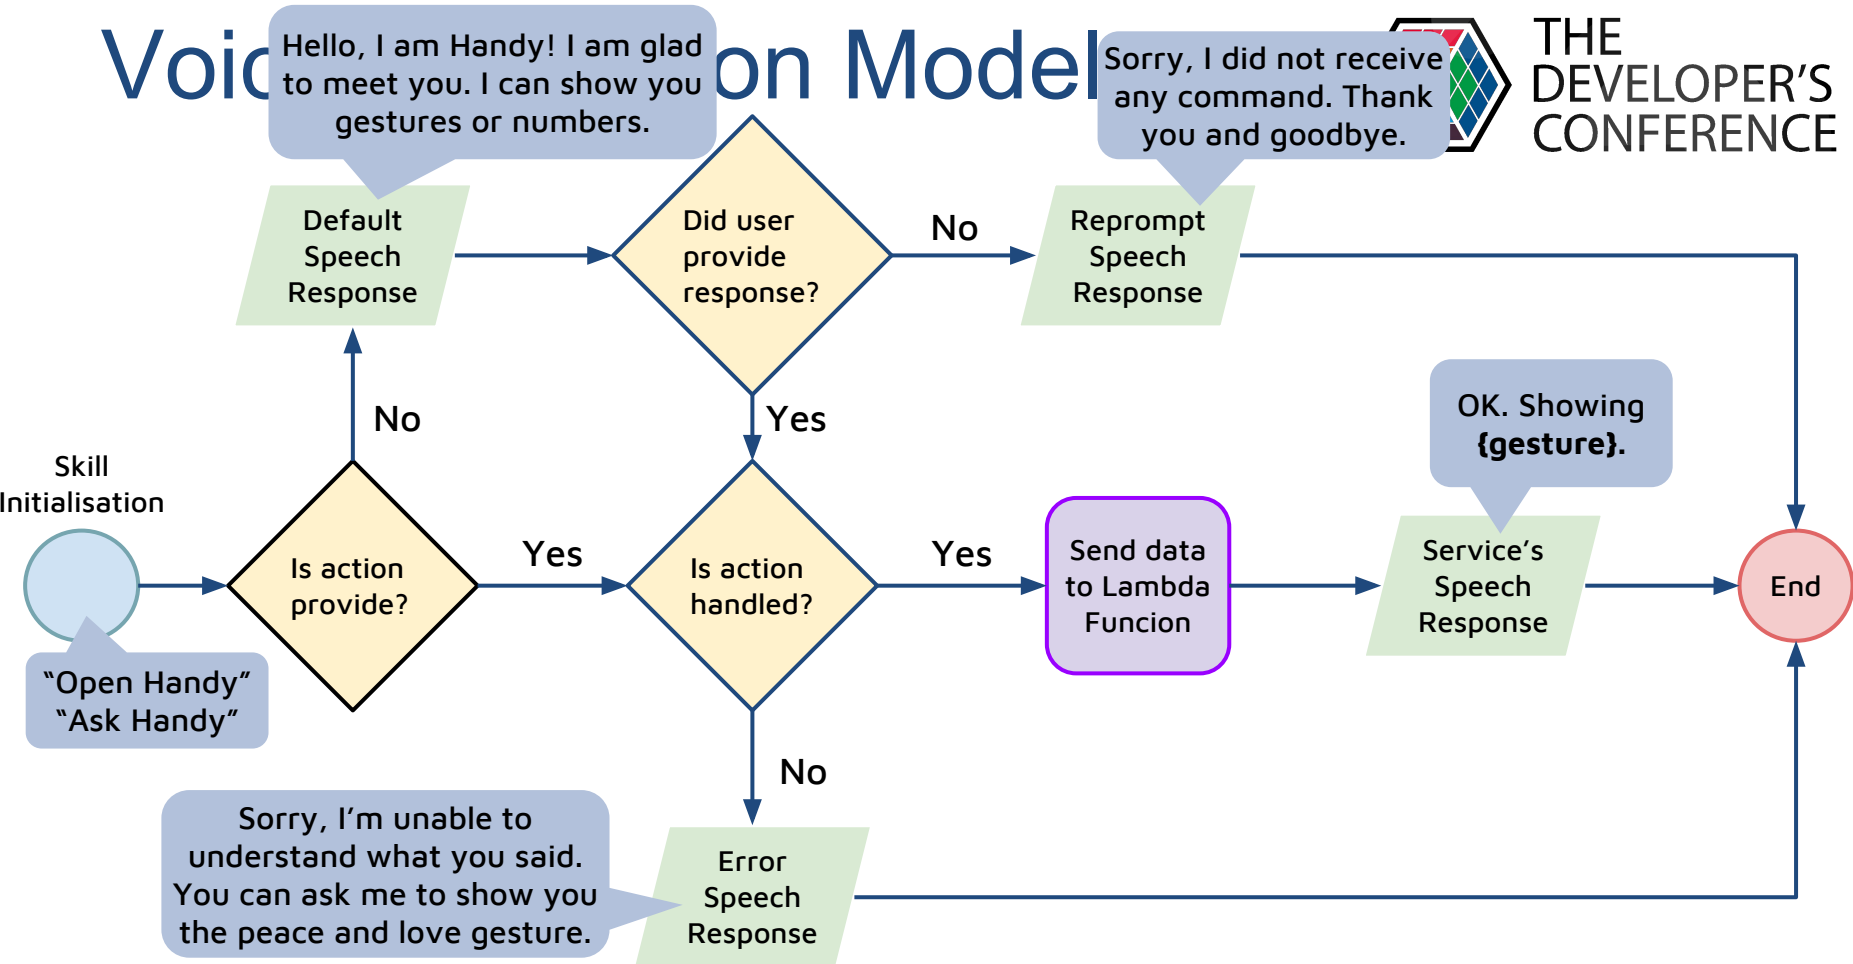 Model
Hello, I am Handy! I am glad
to meet you. I can show you
gestures or numbers.
Sorry, I did not receive
any command. Thank
you and goodbye.
THE
DEVELOPER'S
CONFERENCE
Default
Speech
Response
Did user
provide
response?
No
Reprompt
Speech
Response
No
Yes
OK. Showing
{gesture}.
Skill
Initialisation
Is action
provide?
Yes
Is action
handled?
Yes
Send data
to Lambda
Funcion
Service's
Speech
Response
End
“Open Handy”
“Ask Handy”
No
Sorry, I'm unable to
understand what you said.
You can ask me to show you
the peace and love gesture.
Error
Speech
Response